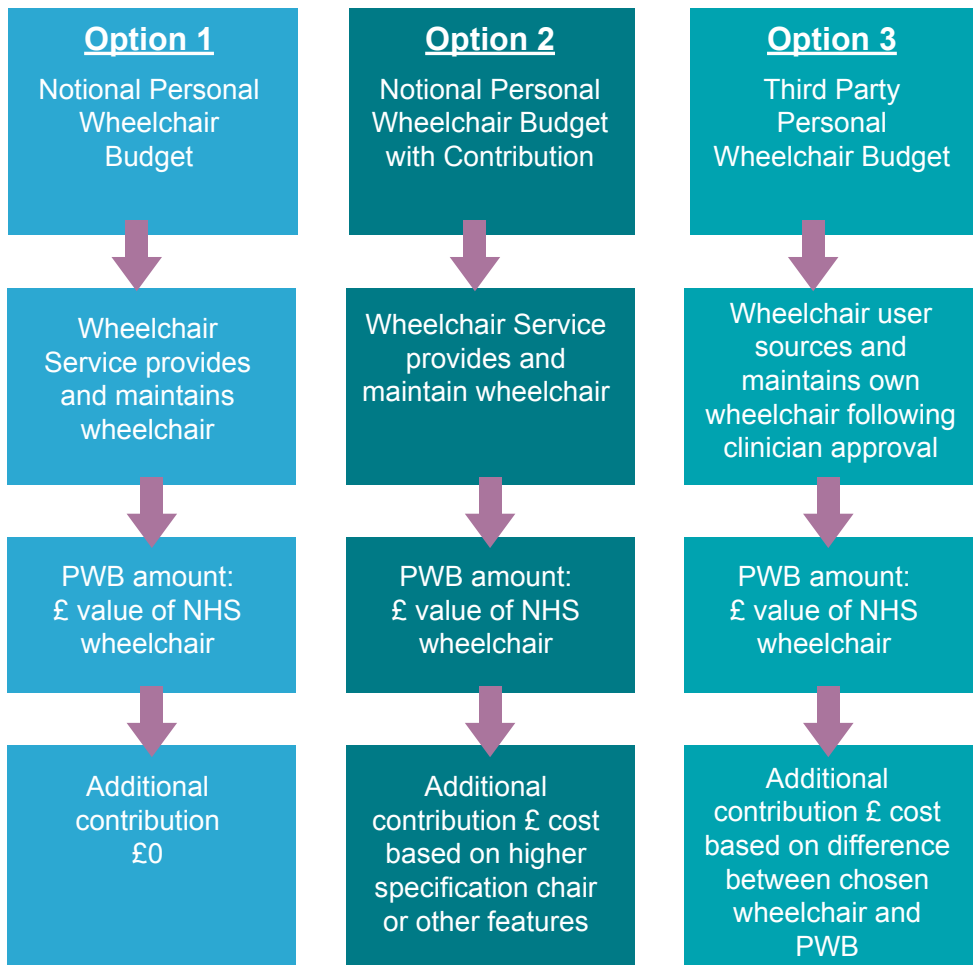 Option 1
Notional Personal
Wheelchair
Budget
Wheelchair
Service provides
and maintains
wheelchair
PWB amount:
£ value of NHS
wheelchair
Additional
contribution
£0
Option 2
Notional Personal
Wheelchair Budget
with Contribution
Wheelchair Service
provides and
maintain wheelchair
PWB amount:
£ value of NHS
wheelchair
Additional
contribution £ cost
based on higher
specification chair
or other features
Option 3
Third Party
Personal
Wheelchair Budget
Wheelchair user
sources and
maintains own
wheelchair following
clinician approval
PWB amount:
£ value of NHS
wheelchair
Additional
contribution £ cost
based on difference
between chosen
wheelchair and
PWB